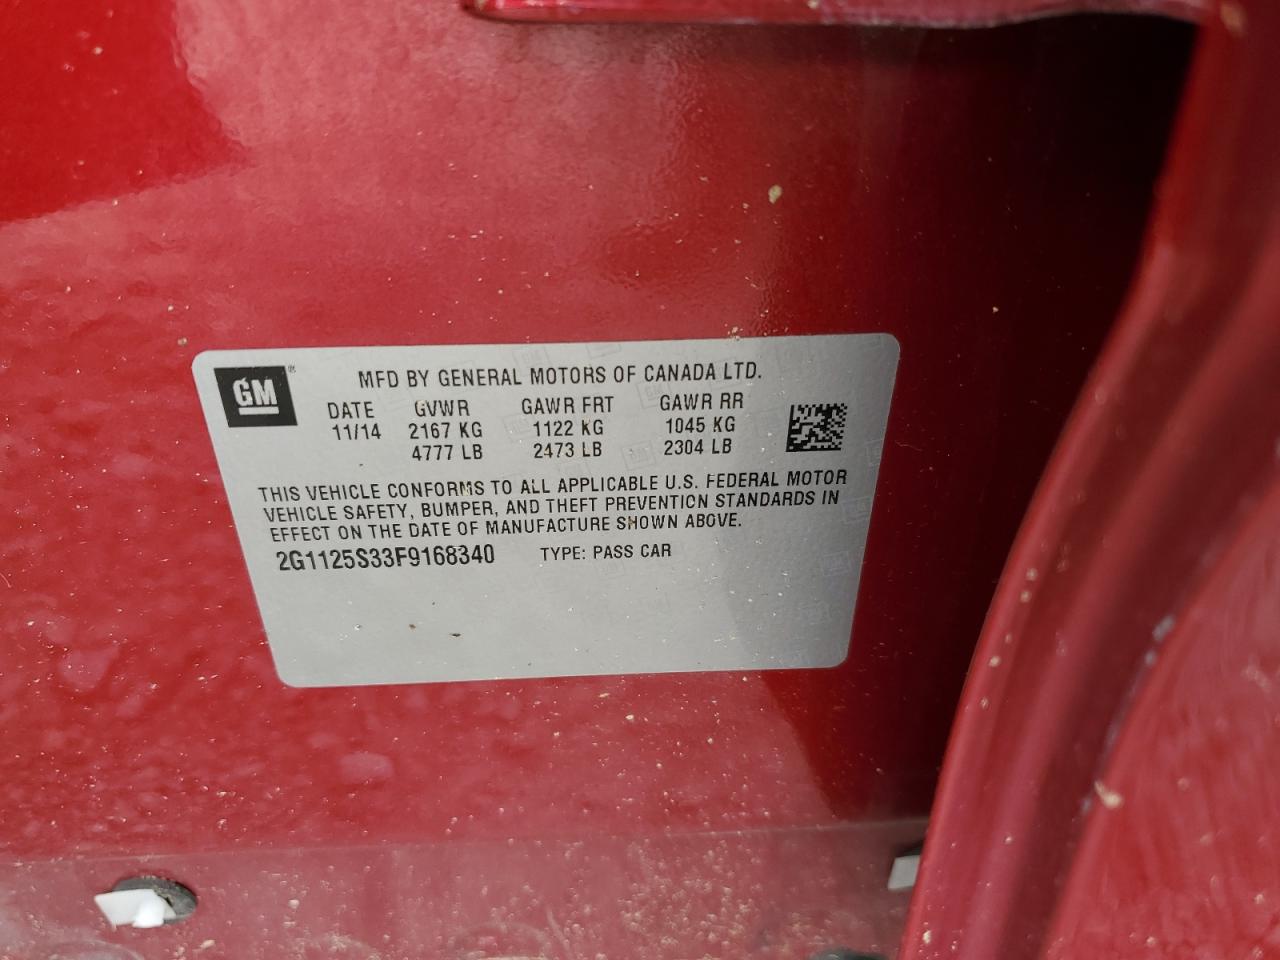 GM
MFD BY GENERAL MOTORS OF CANADA LTD.
DATE GVWR GAWR FRT GAWR RR
11/14 2167 KG 1122 KG 1045 KG
4777 LB 2473 LB 2304 LB
THIS VEHICLE CONFORMS TO ALL APPLICABLE U.S. FEDERAL MOTOR
VEHICLE SAFETY, BUMPER, AND THEFT PREVENTION STANDARDS IN
EFFECT ON THE DATE OF MANUFACTURE SHOWN ABOVE.
2G1125S33F9168340 TYPE: PASS CAR